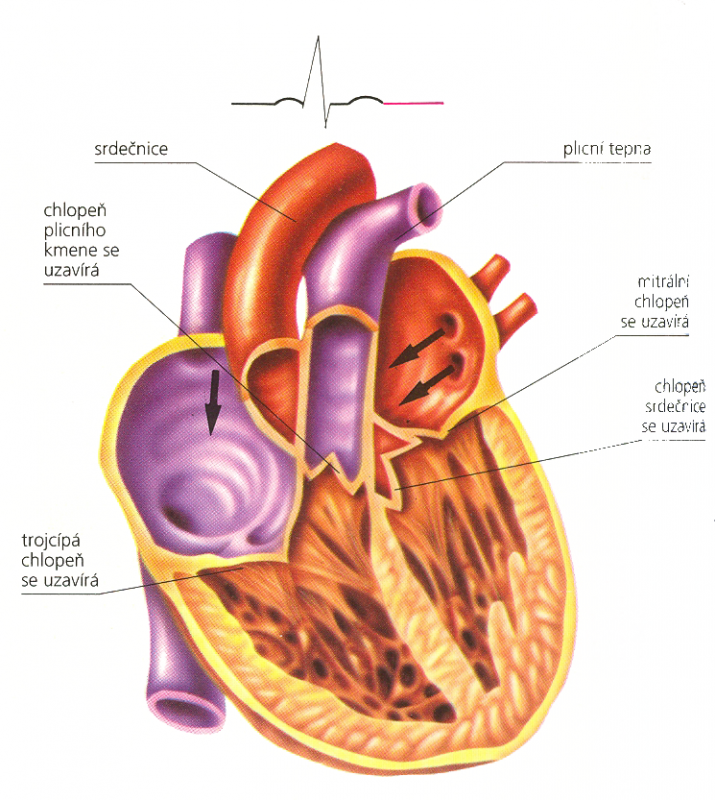 srdečnice
plicní tepna
chlopeň
plicního
kmene se
uzavírá
mitrální
chlopeň
se uzavírá
chlopeň
srdečnice
se uzavírá
trojcípá
chlopeň
se uzavírá